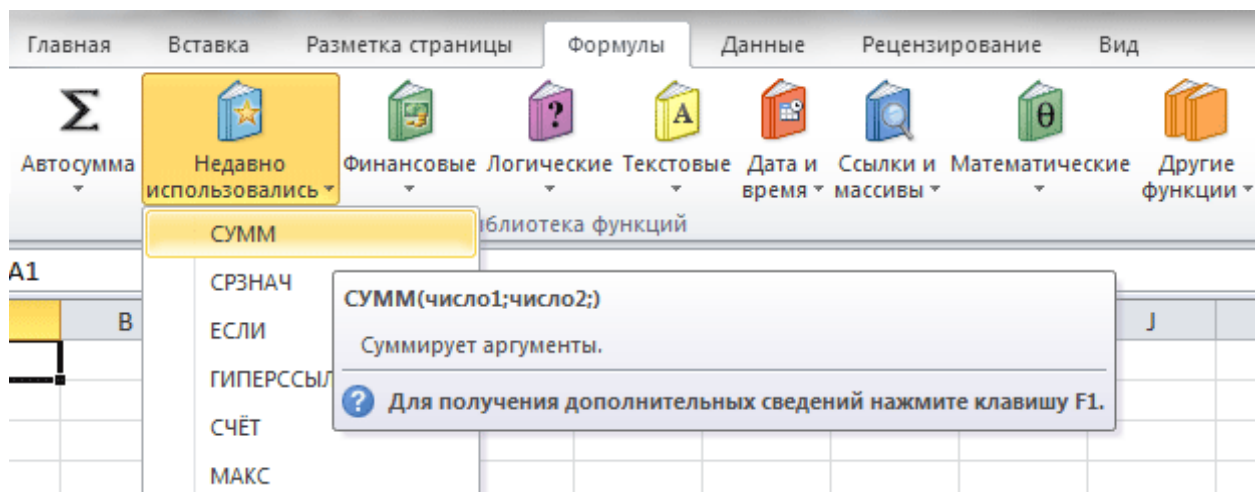 Главная Вставка Разметка страницы Формулы Данные Рецензирование Вид
Автосумма Недавно использовались Финансовые Логические Текстовые Дата и время Ссылки и массивы Математические Другие функции
блиотека функций
СУММ
A1
СРЗНАЧ
СУММ(число1;число2;)
B
J
ЕСЛИ
Суммирует аргументы.
ГИПЕРССЫЛ
Для получения дополнительных сведений нажмите клавишу F1.
СЧЁТ
МАКС